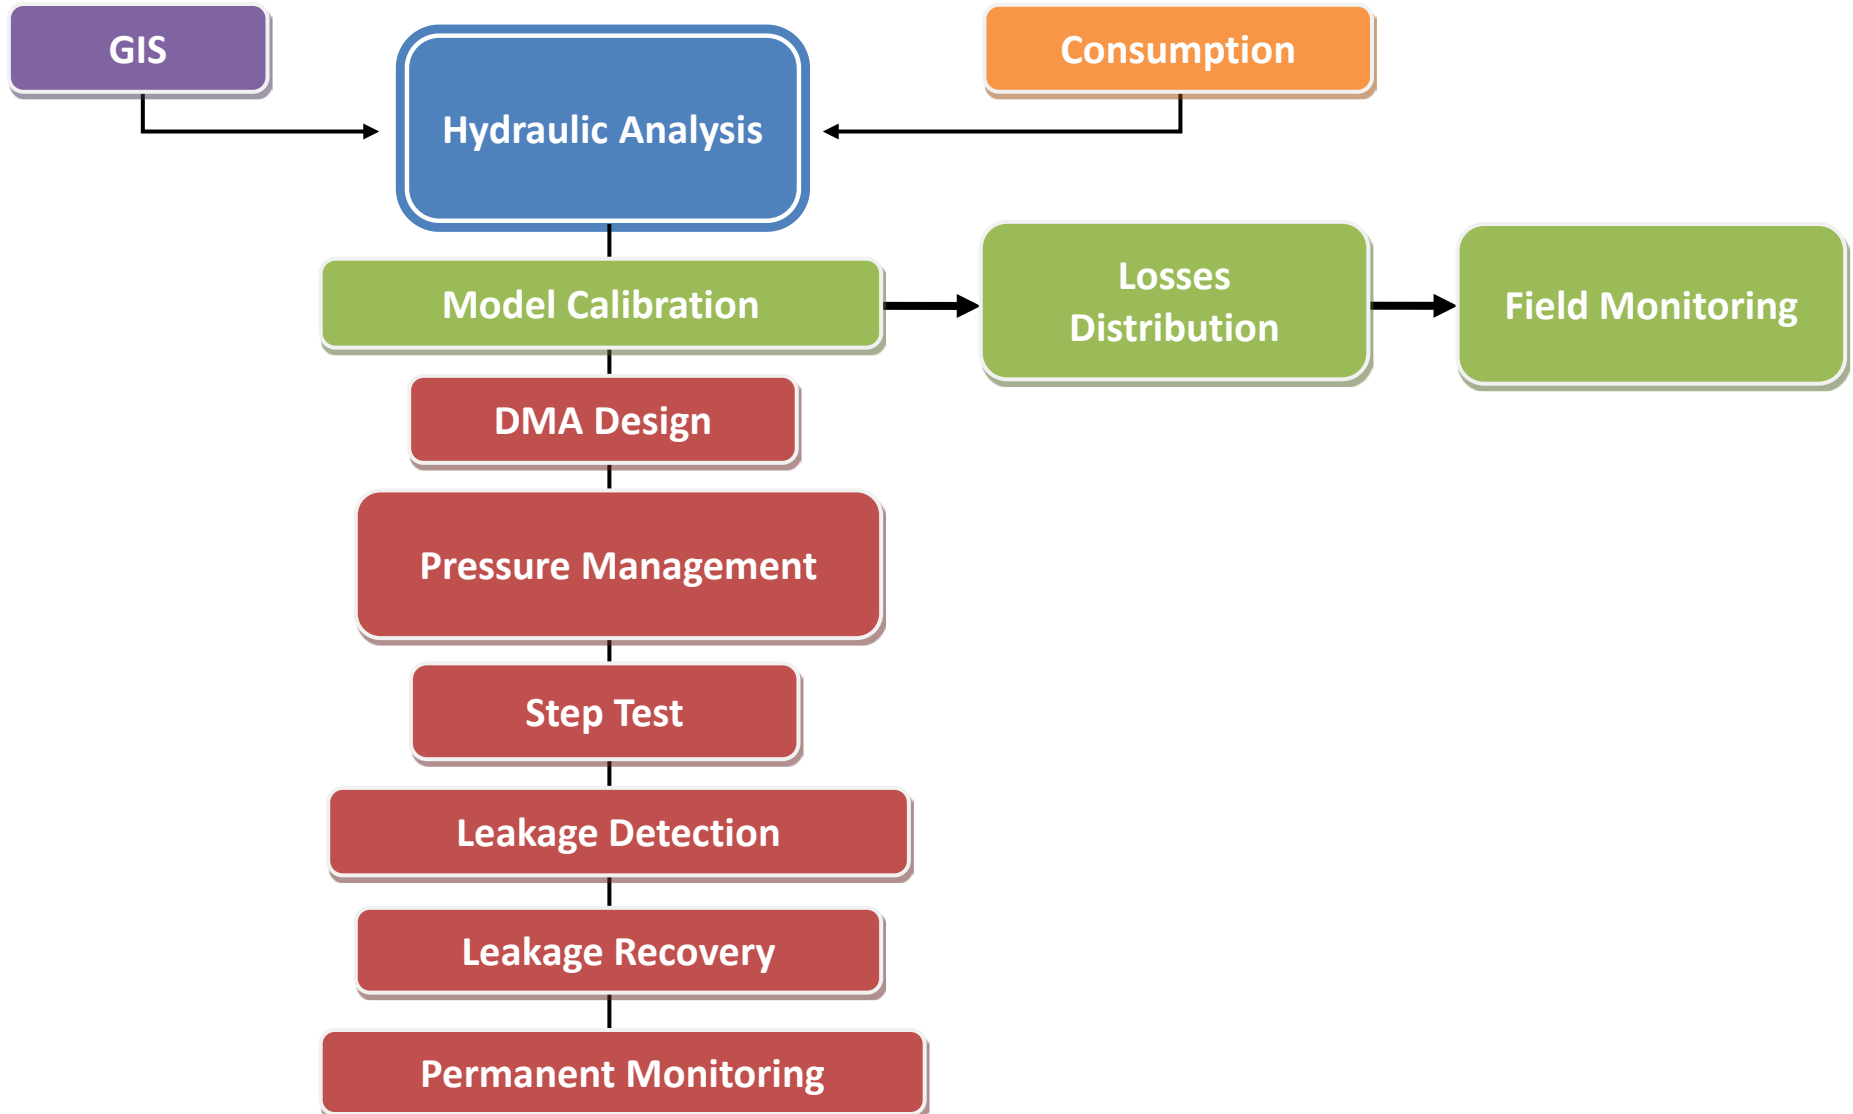 GIS
Consumption
Hydraulic Analysis
Losses
Distribution
Field Monitoring
Model Calibration
DMA Design
Pressure Management
Step Test
Leakage Detection
Leakage Recovery
Permanent Monitoring